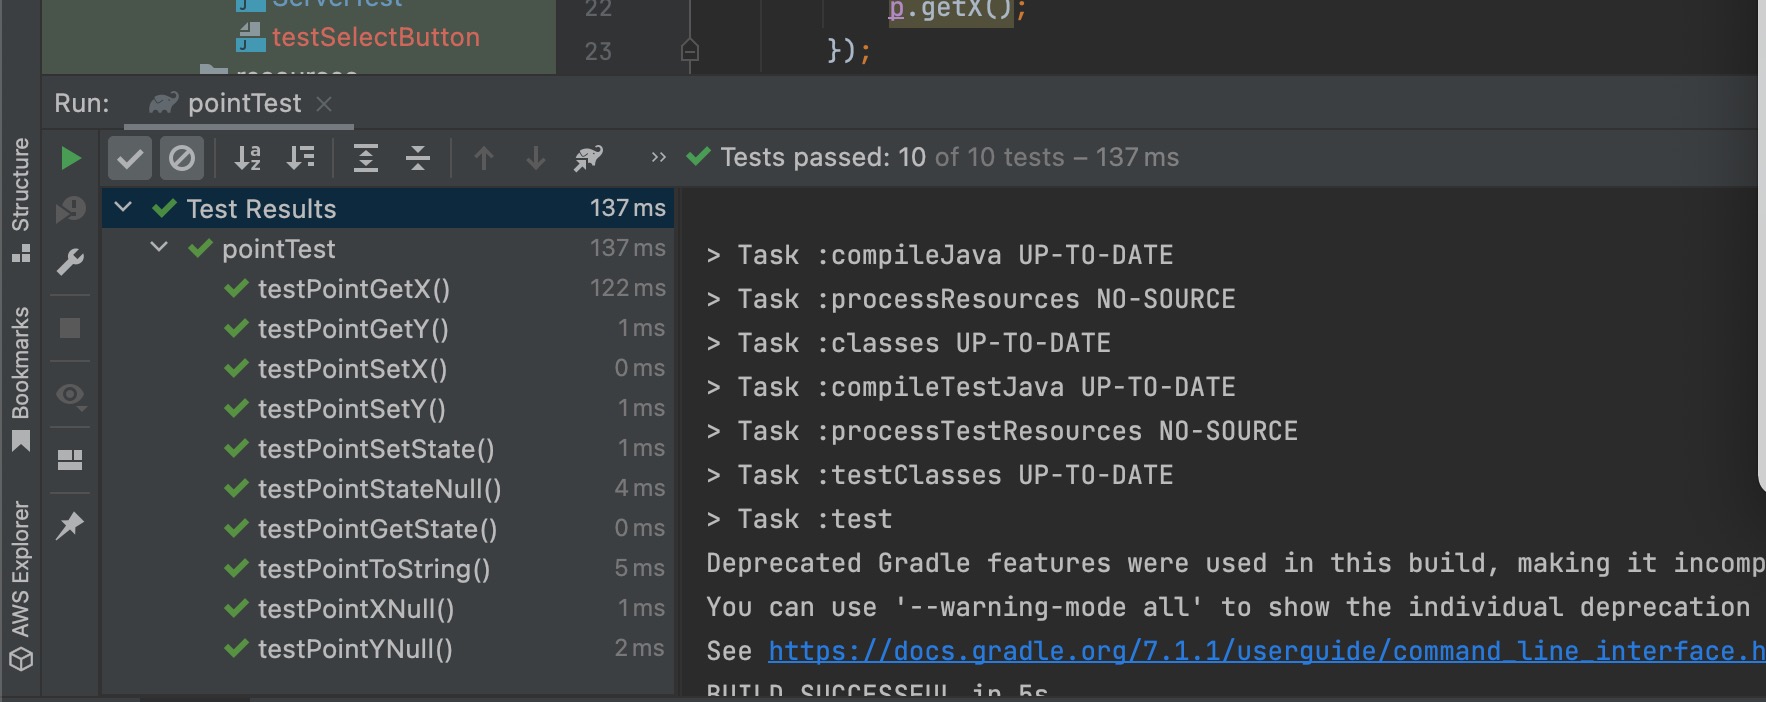 ServerTest
testSelectButton
resources
22 p.getX();
23 });
Run: pointTest
Tests passed: 10 of 10 tests – 137 ms
Structure
Bookmarks
AWS Explorer
Test Results 137 ms
pointTest 137 ms
testPointGetX() 122 ms
testPointGetY() 1 ms
testPointSetX() 0 ms
testPointSetY() 1 ms
testPointSetState() 1 ms
testPointStateNull() 4 ms
testPointGetState() 0 ms
testPointToString() 5 ms
testPointXNull() 1 ms
testPointYNull() 2 ms
> Task :compileJava UP-TO-DATE
> Task :processResources NO-SOURCE
> Task :classes UP-TO-DATE
> Task :compileTestJava UP-TO-DATE
> Task :processTestResources NO-SOURCE
> Task :testClasses UP-TO-DATE
> Task :test
Deprecated Gradle features were used in this build, making it incomp
You can use '--warning-mode all' to show the individual deprecation
See https://docs.gradle.org/7.1.1/userguide/command_line_interface.h
BUILD SUCCESSFUL in 5s